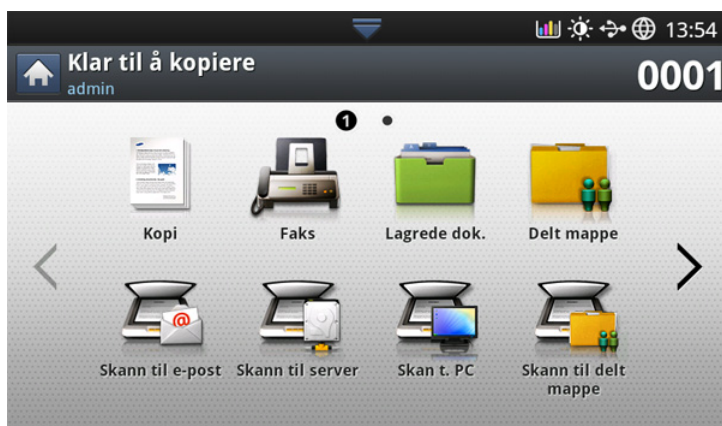 13:54
Klar til å kopiere
admin
0001
1
Kopi
Faks
Lagrede dok.
Delt mappe
@
Skann til e-post
Skann til server
Skan t. PC
Skann til delt
mappe